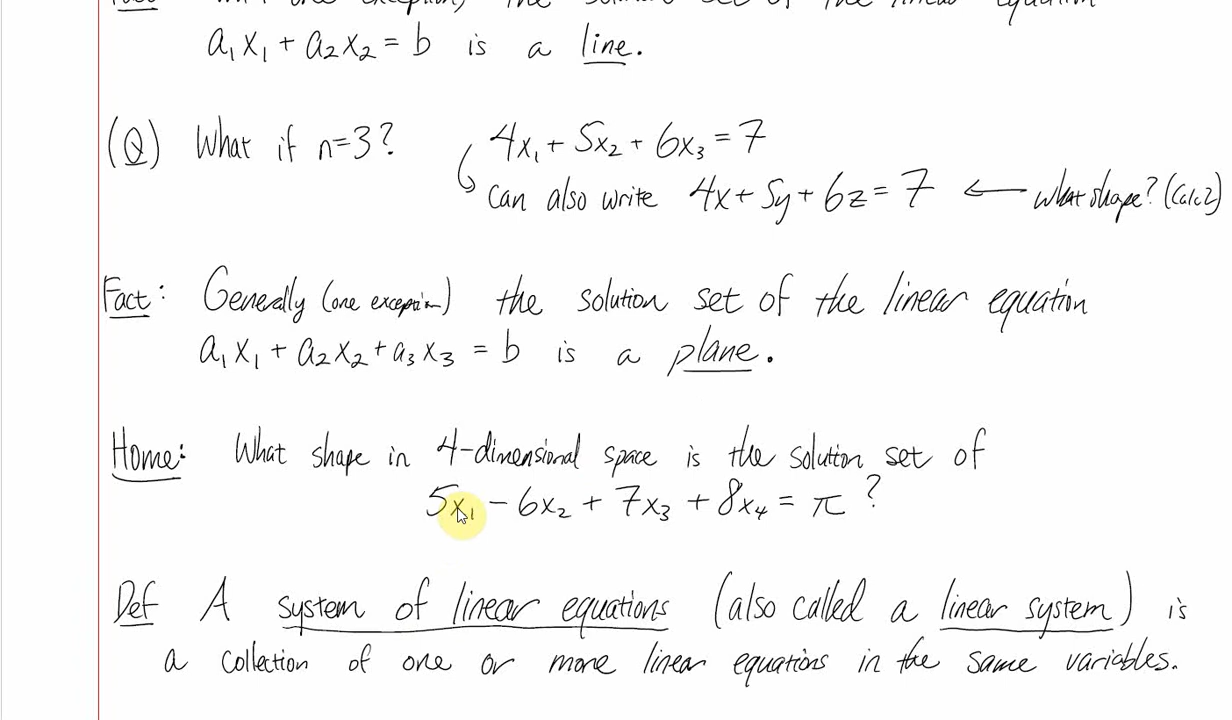 the linear equation
a₁x₁ + a₂x₂ = b is a line.
(Q) What if n=3? 4x₁ + 5x₂ + 6x₃ = 7
can also write 4x + 5y + 6z = 7 ← what shape? (Calc 2)
Fact: Generally (one exception) the solution set of the linear equation
a₁x₁ + a₂x₂ + a₃x₃ = b is a plane.
Home: What shape in 4-dimensional space is the solution set of
5x₁ - 6x₂ + 7x₃ + 8x₄ = π ?
Def A system of linear equations (also called a linear system) is
a collection of one or more linear equations in the same variables.